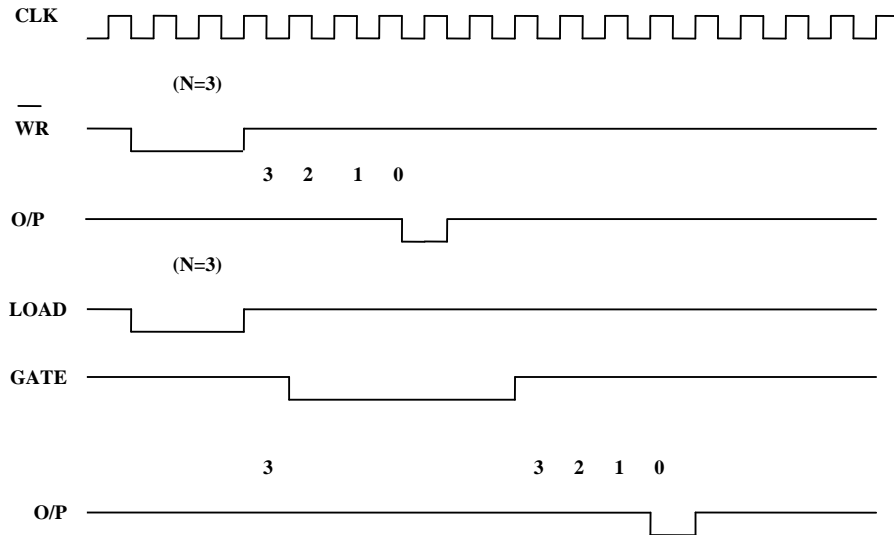 CLK
(N=3)
WR
3 2 1 0
O/P
(N=3)
LOAD
GATE
3 3 2 1 0
O/P